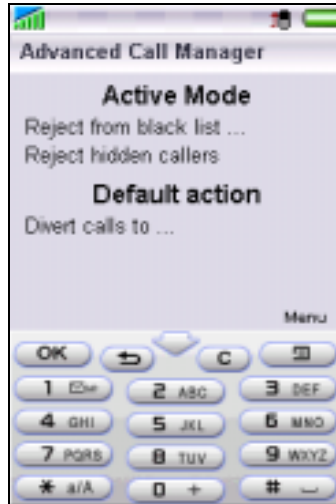 Advanced Call Manager
Active Mode
Reject from black list ...
Reject hidden callers
Default action
Divert calls to ...
Menu
OK C
1 2 ABC 3 DEF
4 GHI 5 JKL 6 MNO
7 PQRS 8 TUV 9 WXYZ
* a/A 0 + #